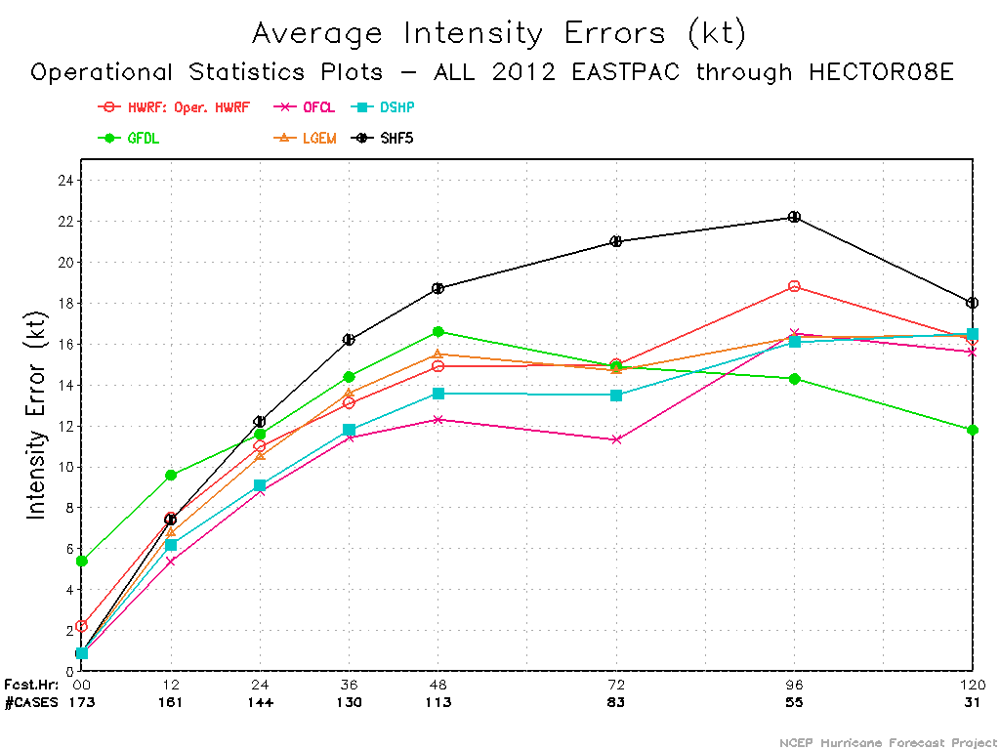 Average Intensity Errors (kt)
Operational Statistics Plots – ALL 2012 EASTPAC through HECTOR08E
HWRF: Oper. HWRF OFCL DSHP
GFDL LGEM SHF5
24
22
20
18
16
14
12
10
8
6
4
2
0
Intensity Error (kt)
Fcst.Hr: 00 12 24 36 48 72 96 120
#CASES 173 161 144 130 113 83 55 31
NCEP Hurricane Forecast Project